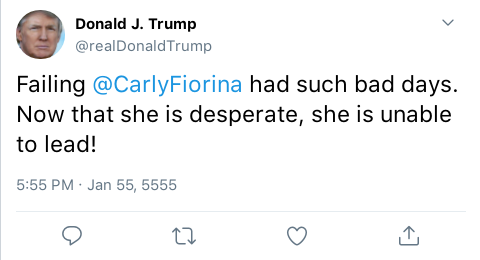 Donald J. Trump
@realDonaldTrump
Failing @CarlyFiorina had such bad days.
Now that she is desperate, she is unable
to lead!
5:55 PM · Jan 55, 5555